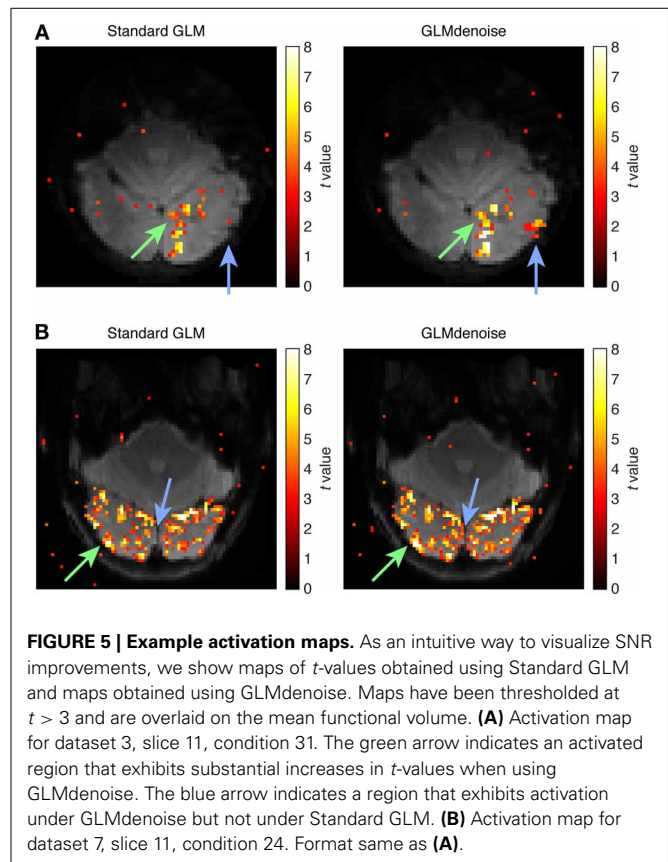 A
Standard GLM
GLMdenoise
8
7
6
5
4
3
2
1
0
t value
8
7
6
5
4
3
2
1
0
t value
B
Standard GLM
GLMdenoise
8
7
6
5
4
3
2
1
0
t value
8
7
6
5
4
3
2
1
0
t value
FIGURE 5 | Example activation maps. As an intuitive way to visualize SNR
improvements, we show maps of t-values obtained using Standard GLM
and maps obtained using GLMdenoise. Maps have been thresholded at
t > 3 and are overlaid on the mean functional volume. (A) Activation map
for dataset 3, slice 11, condition 31. The green arrow indicates an activated
region that exhibits substantial increases in t-values when using
GLMdenoise. The blue arrow indicates a region that exhibits activation
under GLMdenoise but not under Standard GLM. (B) Activation map for
dataset 7, slice 11, condition 24. Format same as (A).